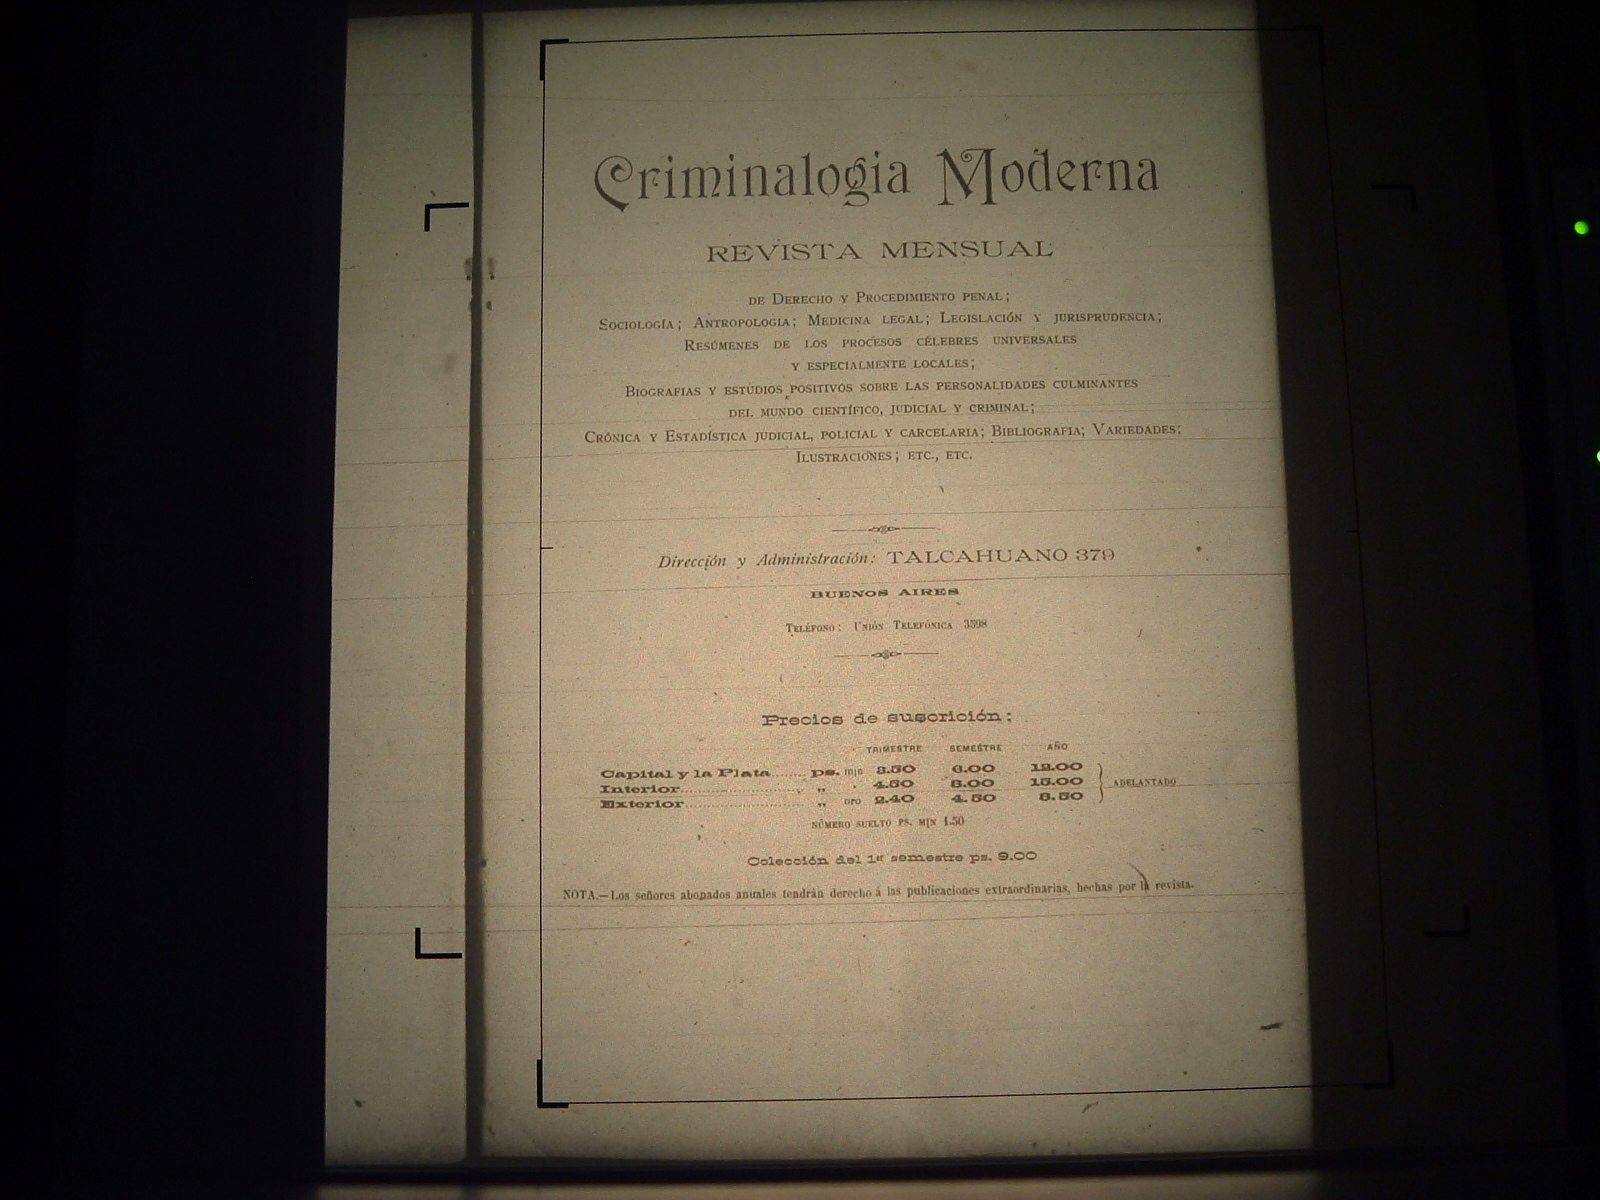 Criminalogia Moderna
REVISTA MENSUAL
DE DERECHO Y PROCEDIMIENTO PENAL;
SOCIOLOGÍA; ANTROPOLOGIA; MEDICINA LEGAL; LEGISLACIÓN Y JURISPRUDENCIA;
RESÚMENES DE LOS PROCESOS CÉLEBRES UNIVERSALES
Y ESPECIALMENTE LOCALES;
BIOGRAFIAS Y ESTÚDIOS POSITIVOS SOBRE LAS PERSONALIDADES CULMINANTES
DEL MUNDO CIENTÍFICO, JUDICIAL Y CRIMINAL;
CRÓNICA Y ESTADÍSTICA JUDICIAL, POLICIAL Y CARCELARIA; BIBLIOGRAFIA; VARIEDADES;
ILUSTRACIONES; ETC., ETC.
Dirección y Administración: TALCAHUANO 379
BUENOS AIRES
TELÉFONO: UNIÓN TELEFÓNICA 3598
Precios de suscrición:
TRIMESTRE SEMESTRE AÑO
Capital y la Plata........ ps. m|n 3.50 6.00 12.00
Interior.............................. „ „ 4.50 8.00 15.00 ADELANTADO
Exterior............................. „ oro 2.40 4.50 8.50
NÚMERO SUELTO PS. M|N 1.50
Colección del 1er semestre ps. 9.00
NOTA.—Los señores abonados anuales tendrán derecho á las publicaciones extraordinarias, hechas por la revista.